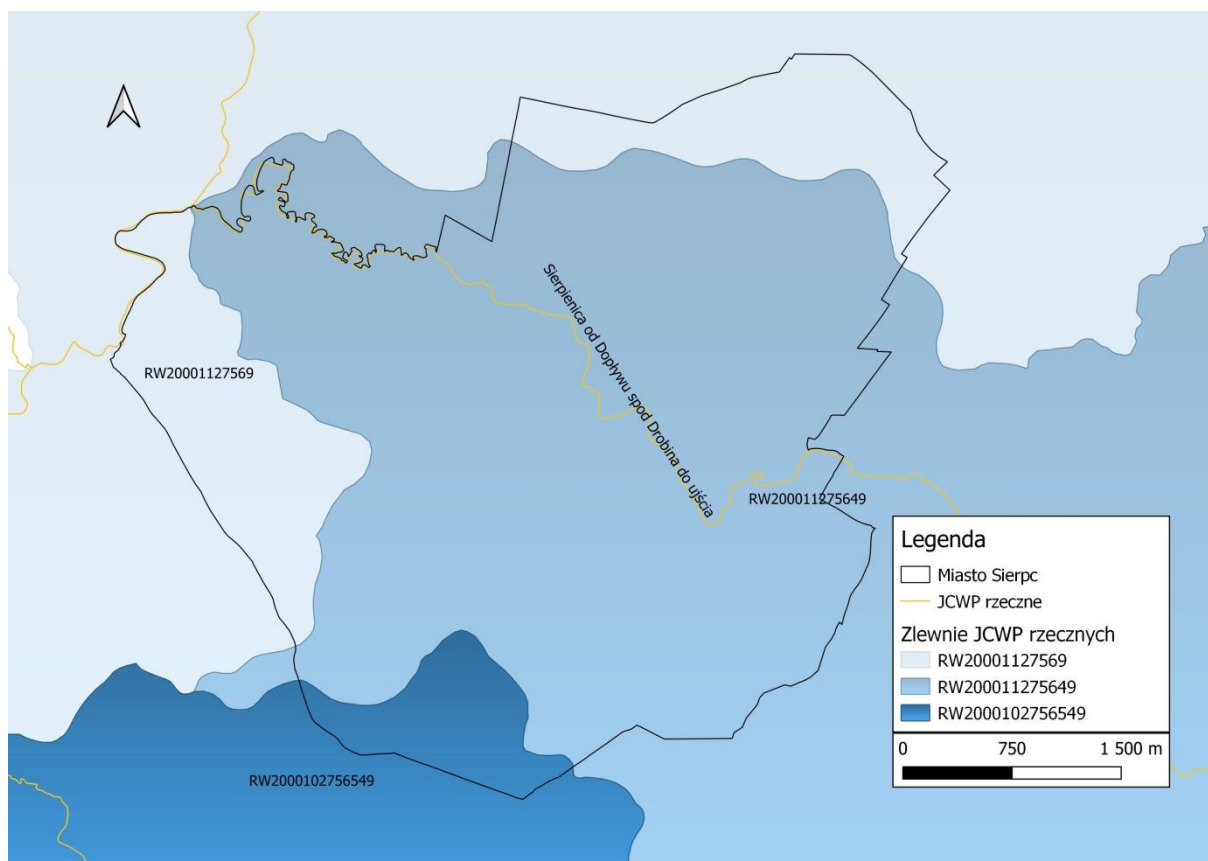 Sierpienica od Dopływu spod Drobina do ujścia
RW20001127569
RW200011275649
RW2000102756549
Legenda
Miasto Sierpc
JCWP rzeczne
Zlewnie JCWP rzecznych
RW20001127569
RW200011275649
RW2000102756549
0 750 1 500 m